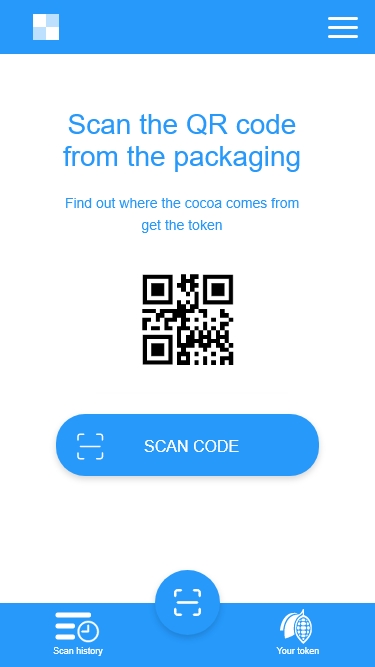 Scan the QR code
from the packaging
Find out where the cocoa comes from
get the token
SCAN CODE
Scan history
Your token